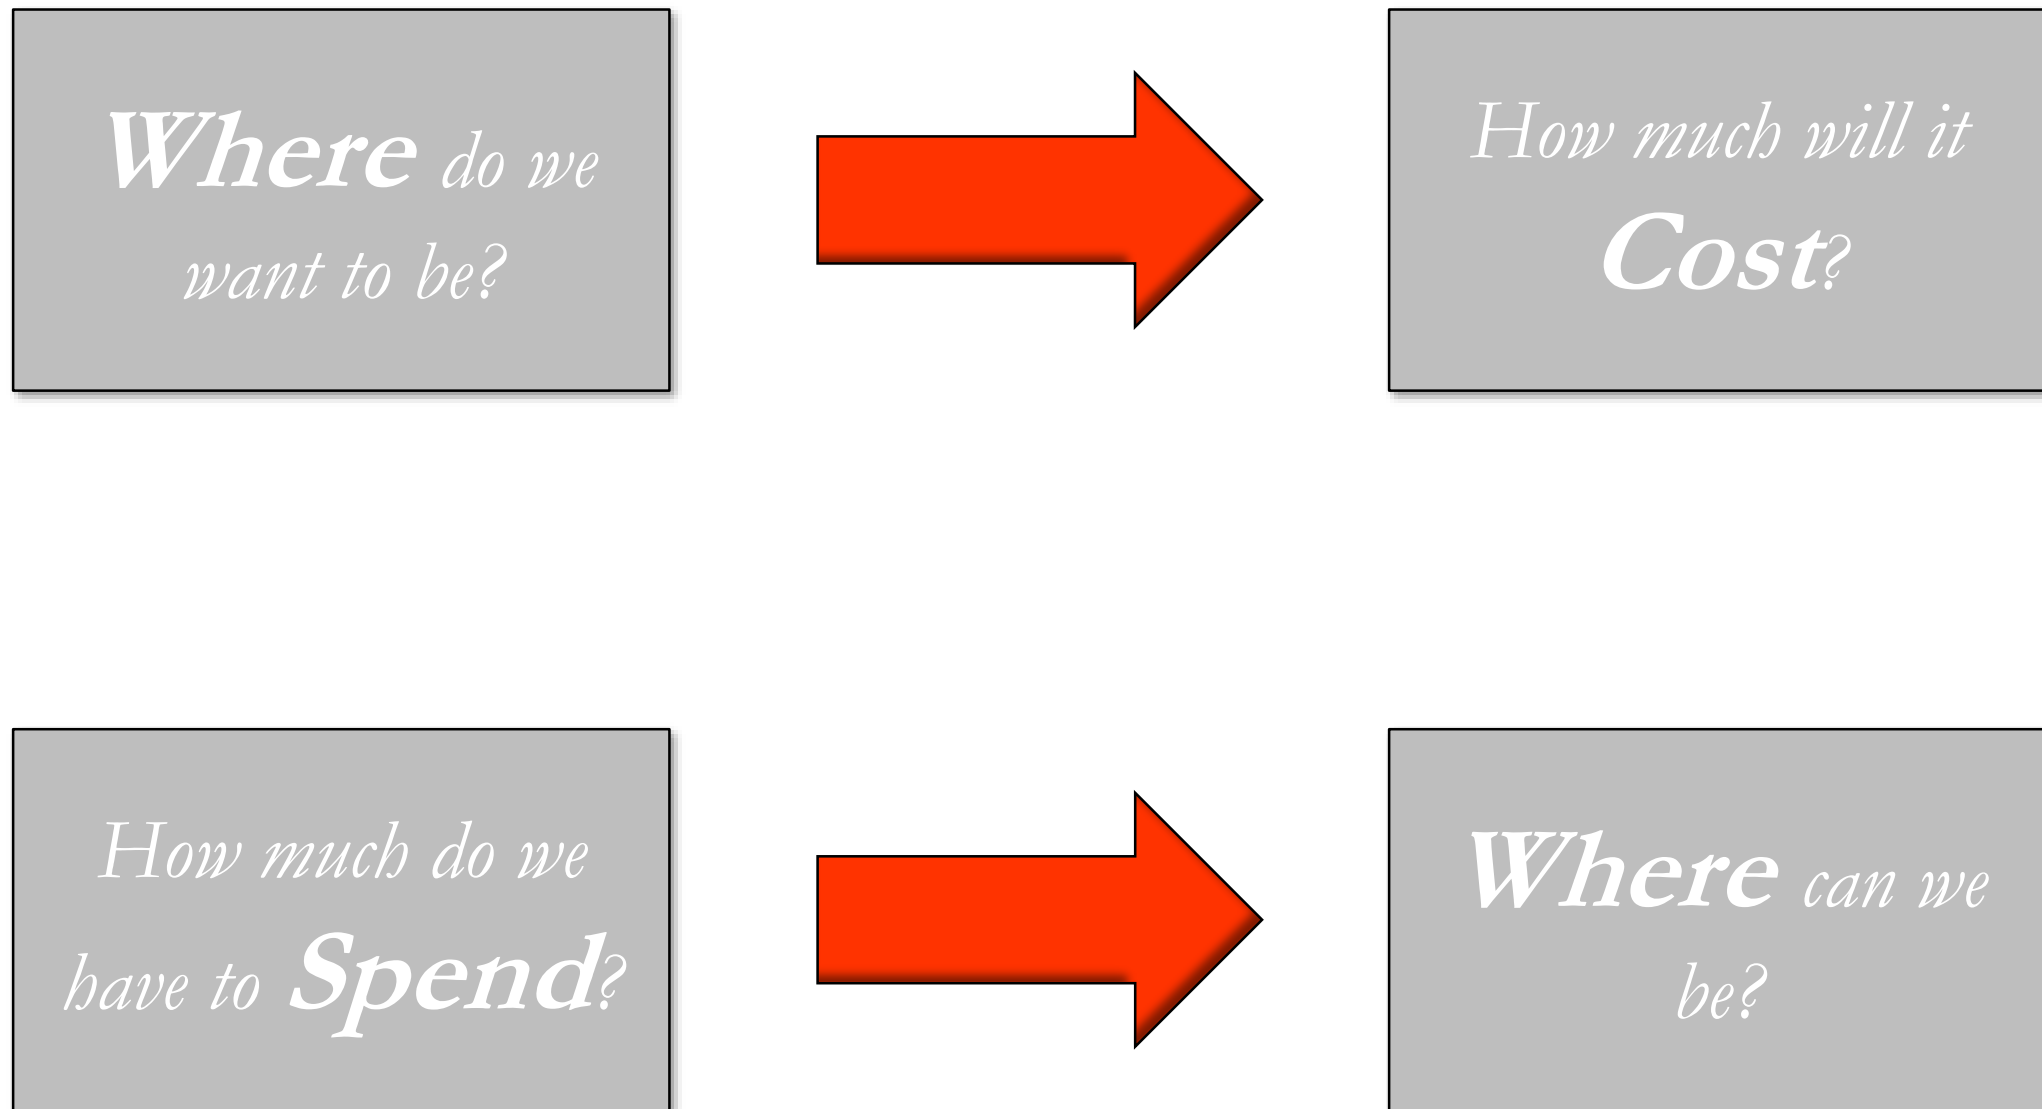 Where do we
want to be?
How much will it
Cost?
How much do we
have to Spend?
Where can we
be?